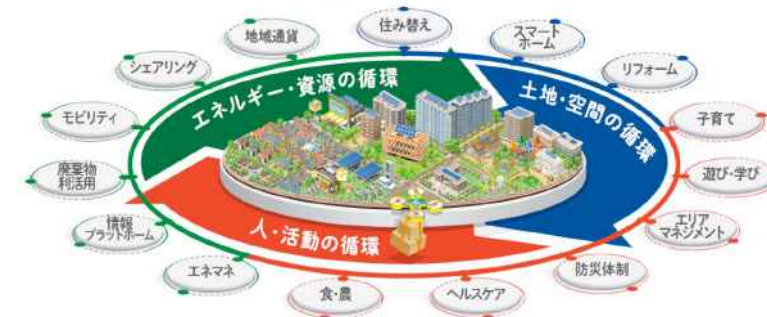 住み替え
地域通貨
スマート
ホーム
シェアリング
リフォーム
エネルギー・資源の循環
土地・空間の循環
モビリティ
子育て
廃棄物
利活用
遊び・学び
情報
プラットホーム
人・活動の循環
エリア
マネジメント
エネマネ
防災体制
食・農
ヘルスケア